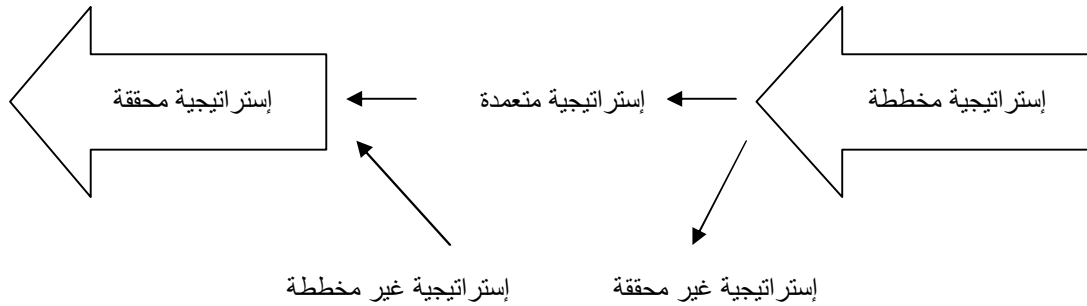 إستراتيجية مخططة
إستراتيجية متعمدة
إستراتيجية محققة
إستراتيجية غير محققة
إستراتيجية غير مخططة